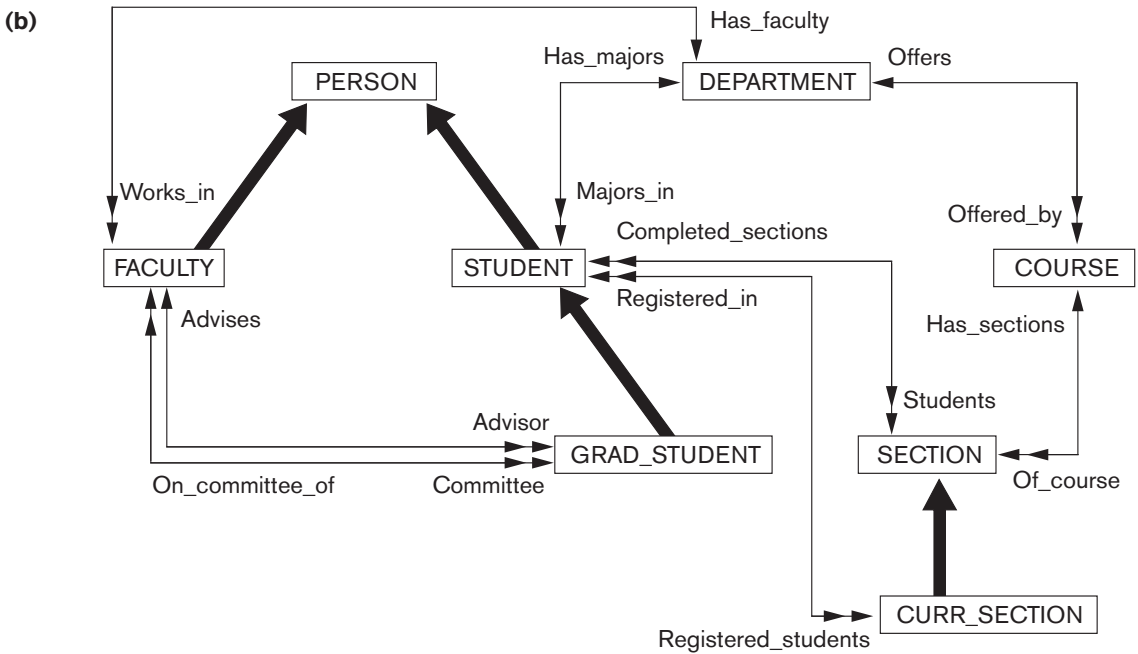 (b)
Has_faculty
Has_majors
Offers
PERSON
DEPARTMENT
Works_in
Majors_in
Offered_by
Completed_sections
FACULTY
STUDENT
COURSE
Registered_in
Advises
Has_sections
Students
Advisor
GRAD_STUDENT
SECTION
On_committee_of
Committee
Of_course
CURR_SECTION
Registered_students